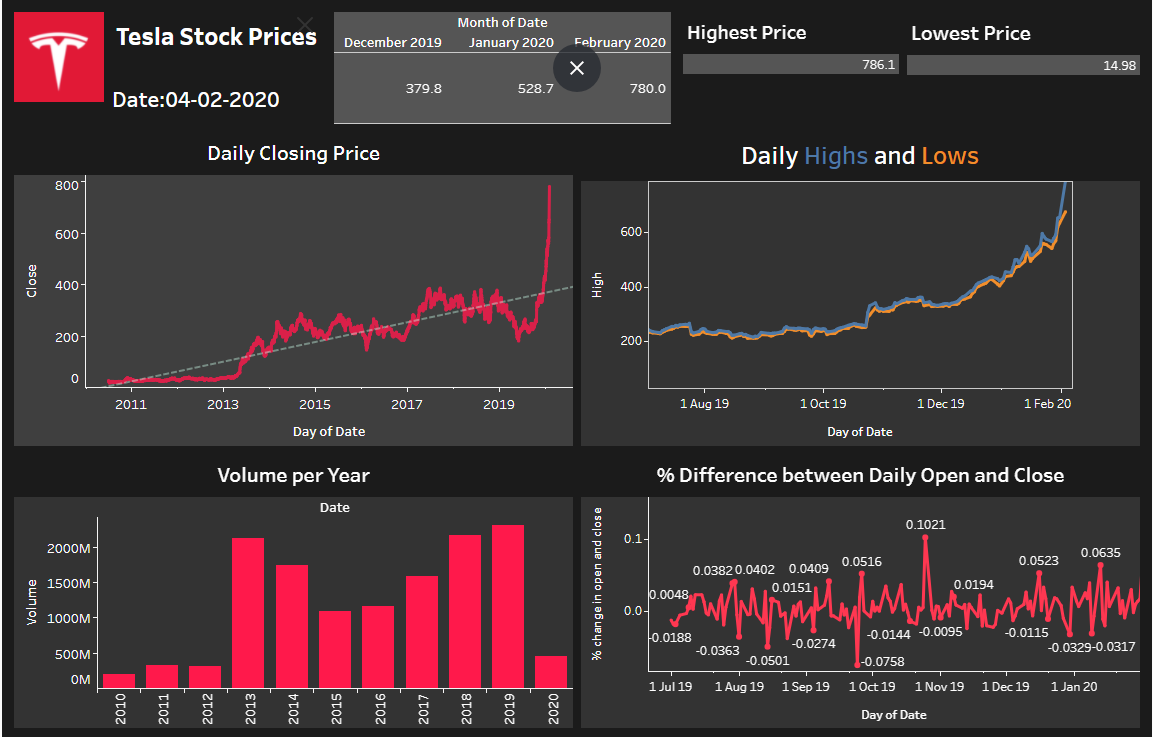 Tesla Stock Prices
Date:04-02-2020
Month of Date
December 2019 January 2020 February 2020
379.8 528.7 780.0
Highest Price
786.1
Lowest Price
14.98
Daily Closing Price
Close
800
600
400
200
0
2011 2013 2015 2017 2019
Day of Date
Daily Highs and Lows
High
600
400
200
1 Aug 19 1 Oct 19 1 Dec 19 1 Feb 20
Day of Date
Volume per Year
Date
Volume
2000M
1500M
1000M
500M
0M
2010 2011 2012 2013 2014 2015 2016 2017 2018 2019 2020
% Difference between Daily Open and Close
% change in open and close
0.1
0.0
0.1021
0.0382 0.0402 0.0409 0.0516 0.0523 0.0635
0.0048 0.0151 0.0194
-0.0188 -0.0363 -0.0501 -0.0274 -0.0758 -0.0144 -0.0095 -0.0115 -0.0329 -0.0317
1 Jul 19 1 Aug 19 1 Sep 19 1 Oct 19 1 Nov 19 1 Dec 19 1 Jan 20
Day of Date